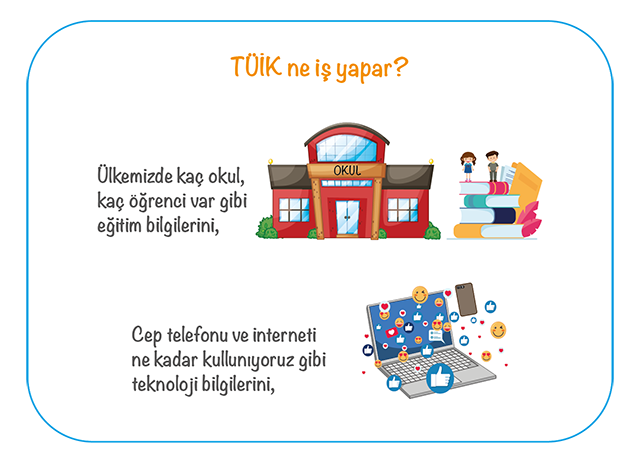 TÜİK ne iş yapar?
Ülkemizde kaç okul,
kaç öğrenci var gibi
eğitim bilgilerini,
OKUL
Cep telefonu ve interneti
ne kadar kullunıyoruz gibi
teknoloji bilgilerini,